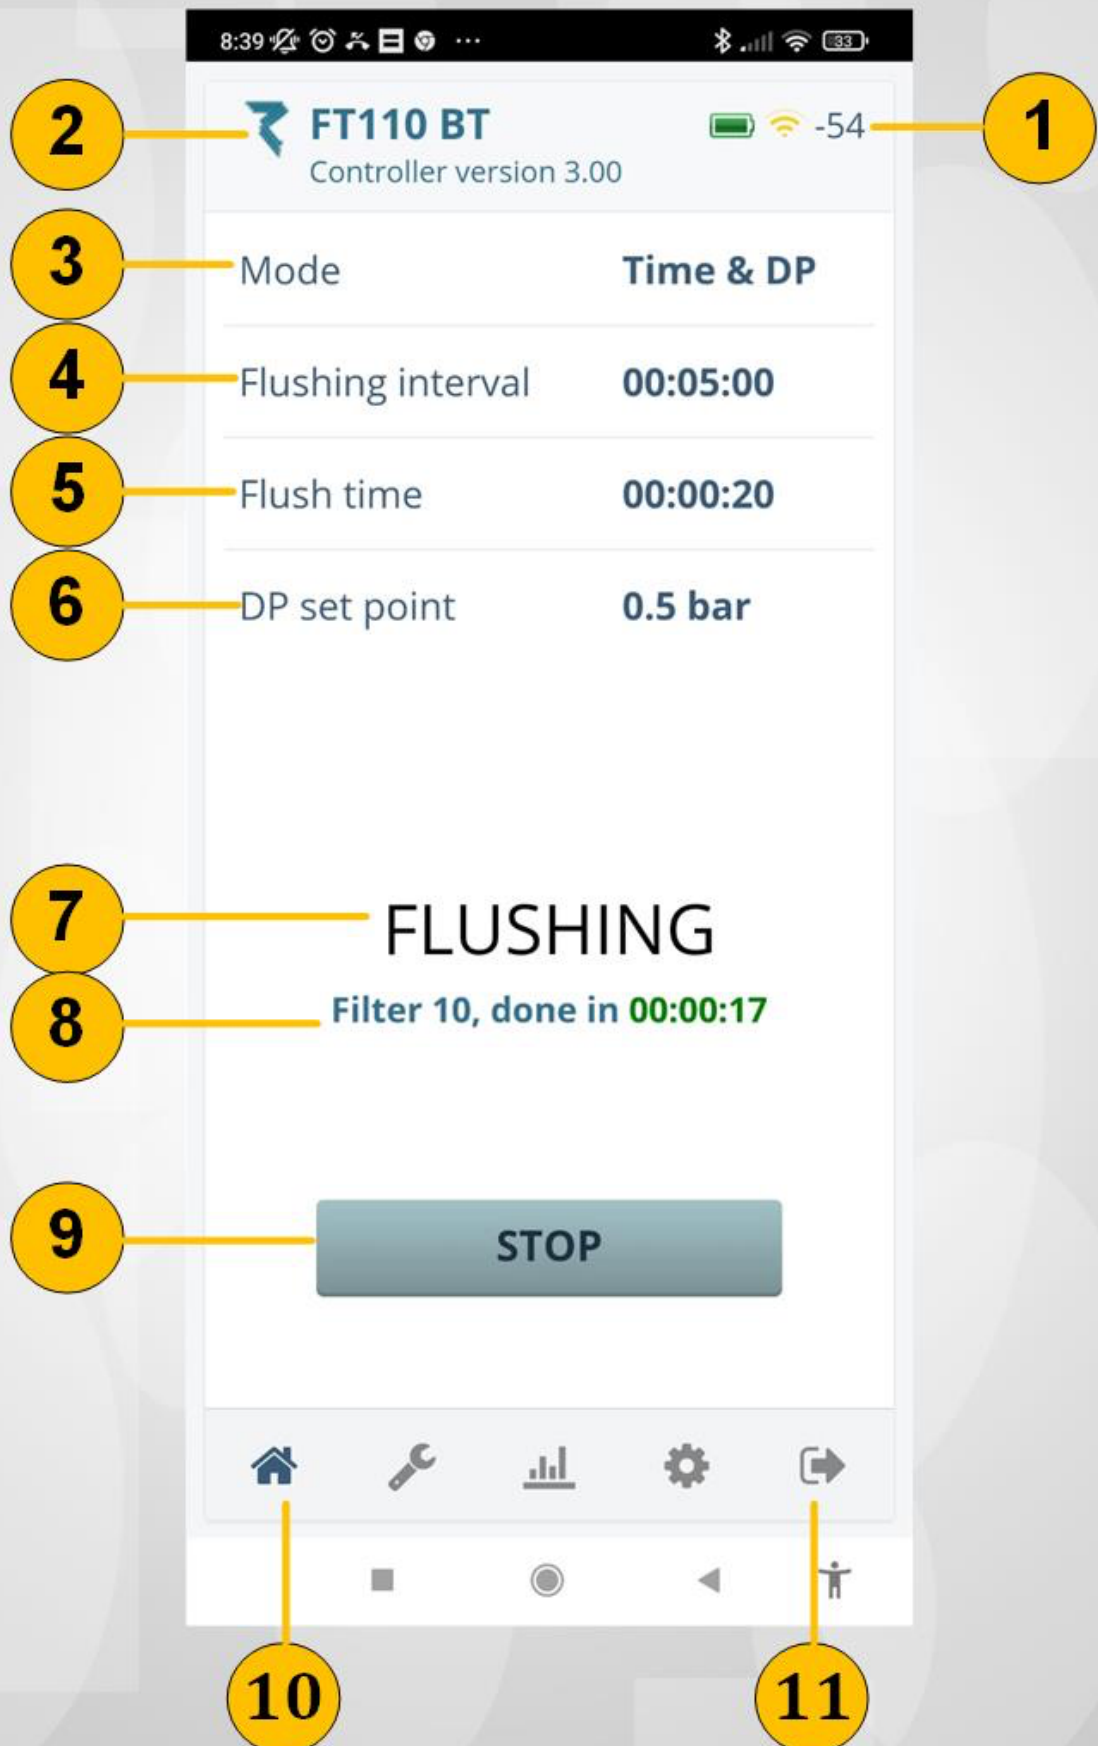 8:39 33
2
FT110 BT -54
1
Controller version 3.00
3
Mode Time & DP
4
Flushing interval 00:05:00
5
Flush time 00:00:20
6
DP set point 0.5 bar
7
FLUSHING
8
Filter 10, done in 00:00:17
9
STOP
10
11